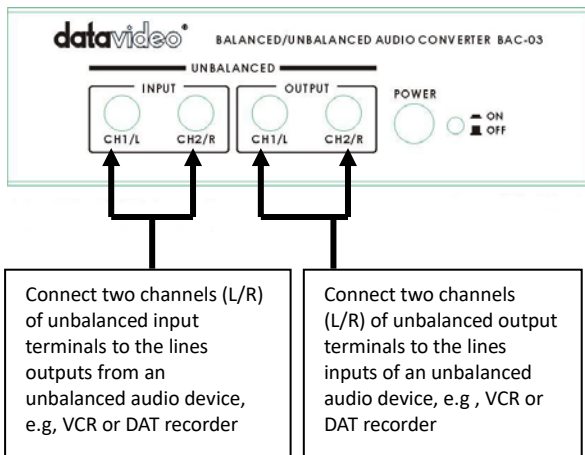 datavideo® BALANCED/UNBALANCED AUDIO CONVERTER BAC-03
UNBALANCED
INPUT OUTPUT POWER
CH1/L CH2/R CH1/L CH2/R ON
OFF
Connect two channels (L/R)
of unbalanced input
terminals to the lines
outputs from an
unbalanced audio device,
e.g, VCR or DAT recorder
Connect two channels
(L/R) of unbalanced output
terminals to the lines
inputs of an unbalanced
audio device, e.g , VCR or
DAT recorder